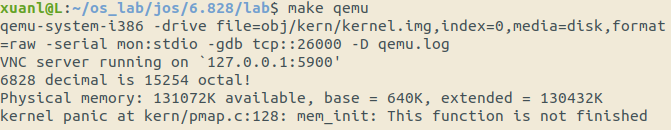 xuanl@L:~/os_lab/jos/6.828/lab$ make qemu
qemu-system-i386 -drive file=obj/kern/kernel.img,index=0,media=disk,format
=raw -serial mon:stdio -gdb tcp::26000 -D qemu.log
VNC server running on `127.0.0.1:5900'
6828 decimal is 15254 octal!
Physical memory: 131072K available, base = 640K, extended = 130432K
kernel panic at kern/pmap.c:128: mem_init: This function is not finished